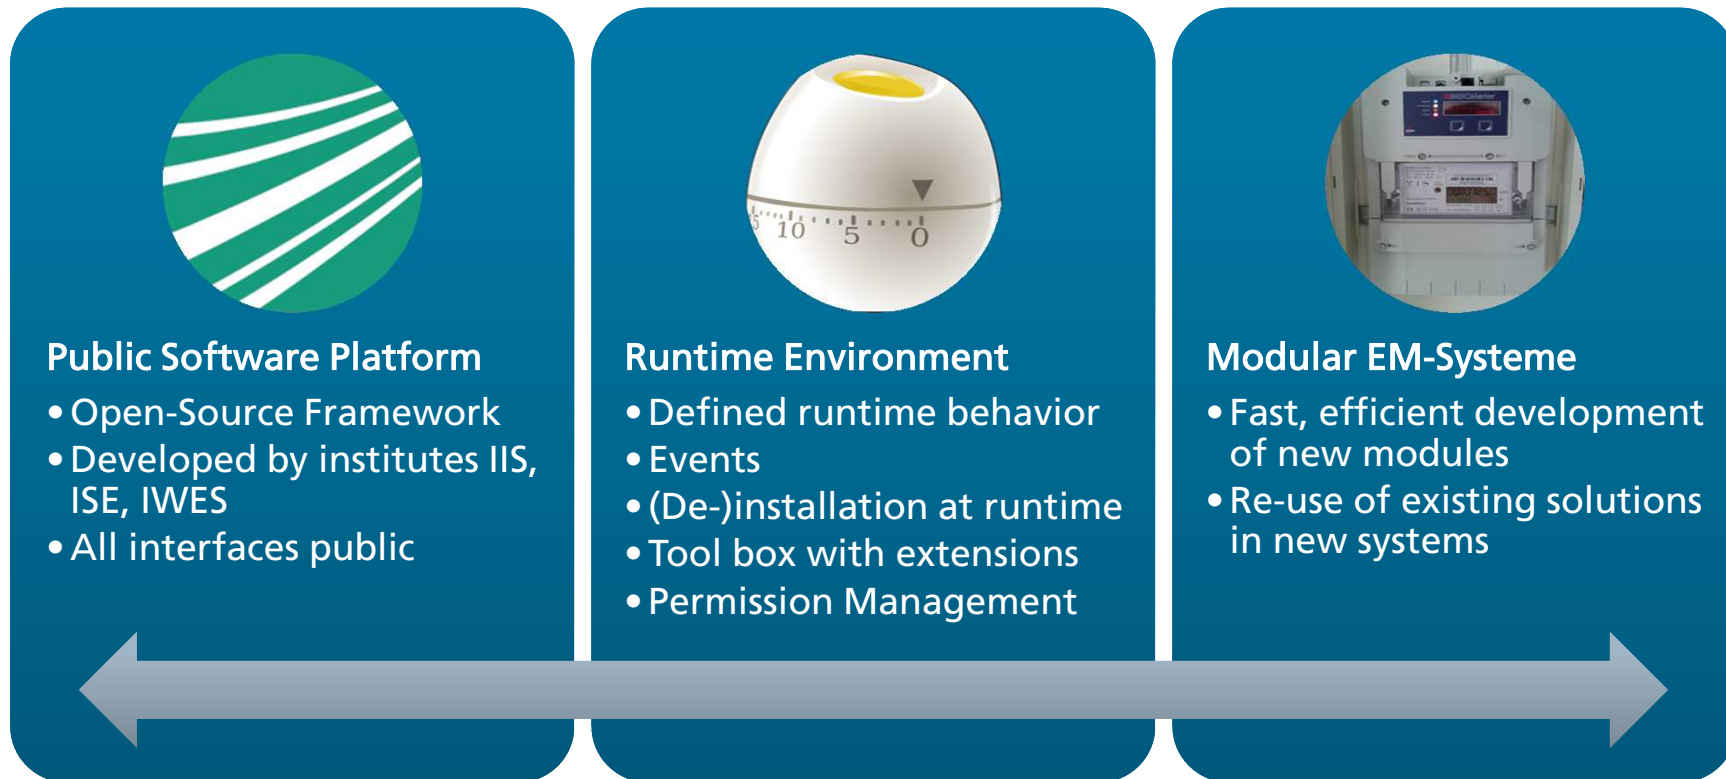 Public Software Platform
• Open-Source Framework
• Developed by institutes IIS,
ISE, IWES
• All interfaces public
10 5 0
Runtime Environment
• Defined runtime behavior
• Events
• (De-)installation at runtime
• Tool box with extensions
• Permission Management
Modular EM-Systeme
• Fast, efficient development
of new modules
• Re-use of existing solutions
in new systems